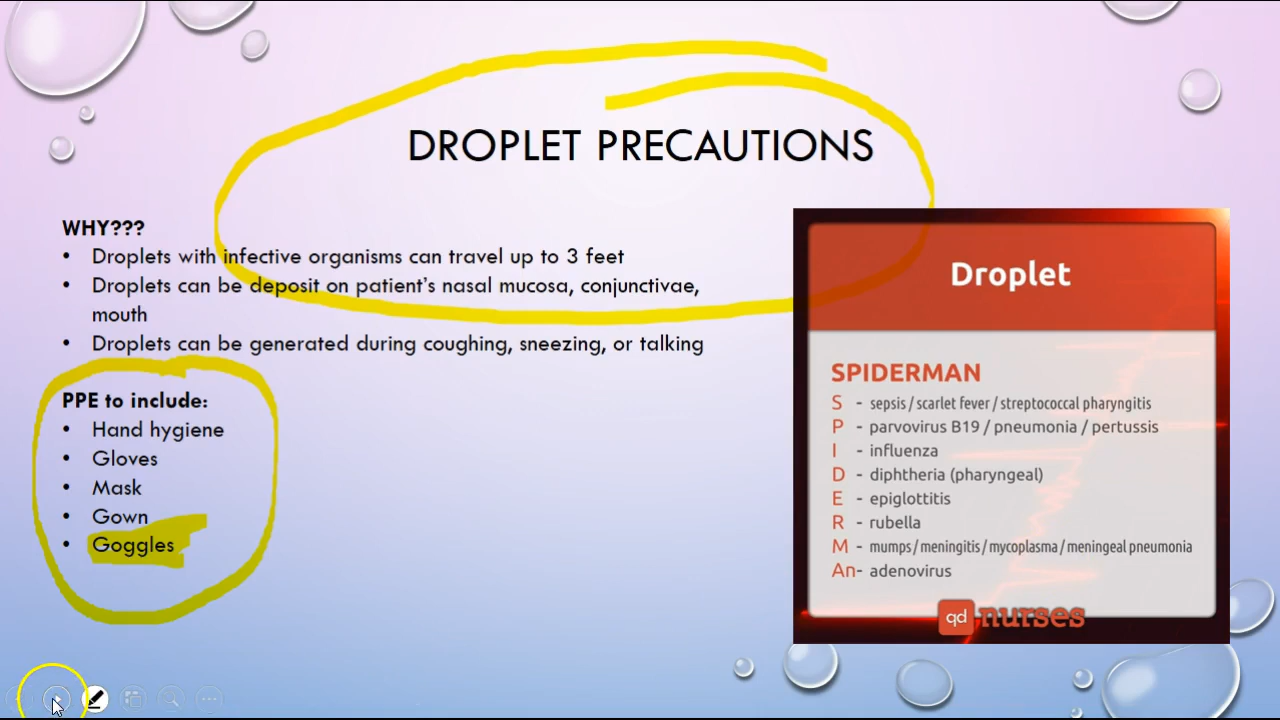 DROPLET PRECAUTIONS
WHY???
• Droplets with infective organisms can travel up to 3 feet
• Droplets can be deposit on patient's nasal mucosa, conjunctivae,
mouth
• Droplets can be generated during coughing, sneezing, or talking
PPE to include:
• Hand hygiene
• Gloves
• Mask
• Gown
• Goggles
Droplet
SPIDERMAN
S - sepsis / scarlet fever / streptococcal pharyngitis
P - parvovirus B19 / pneumonia / pertussis
I - influenza
D - diphtheria (pharyngeal)
E - epiglottitis
R - rubella
M - mumps / meningitis / mycoplasma / meningeal pneumonia
An- adenovirus
qd nurses